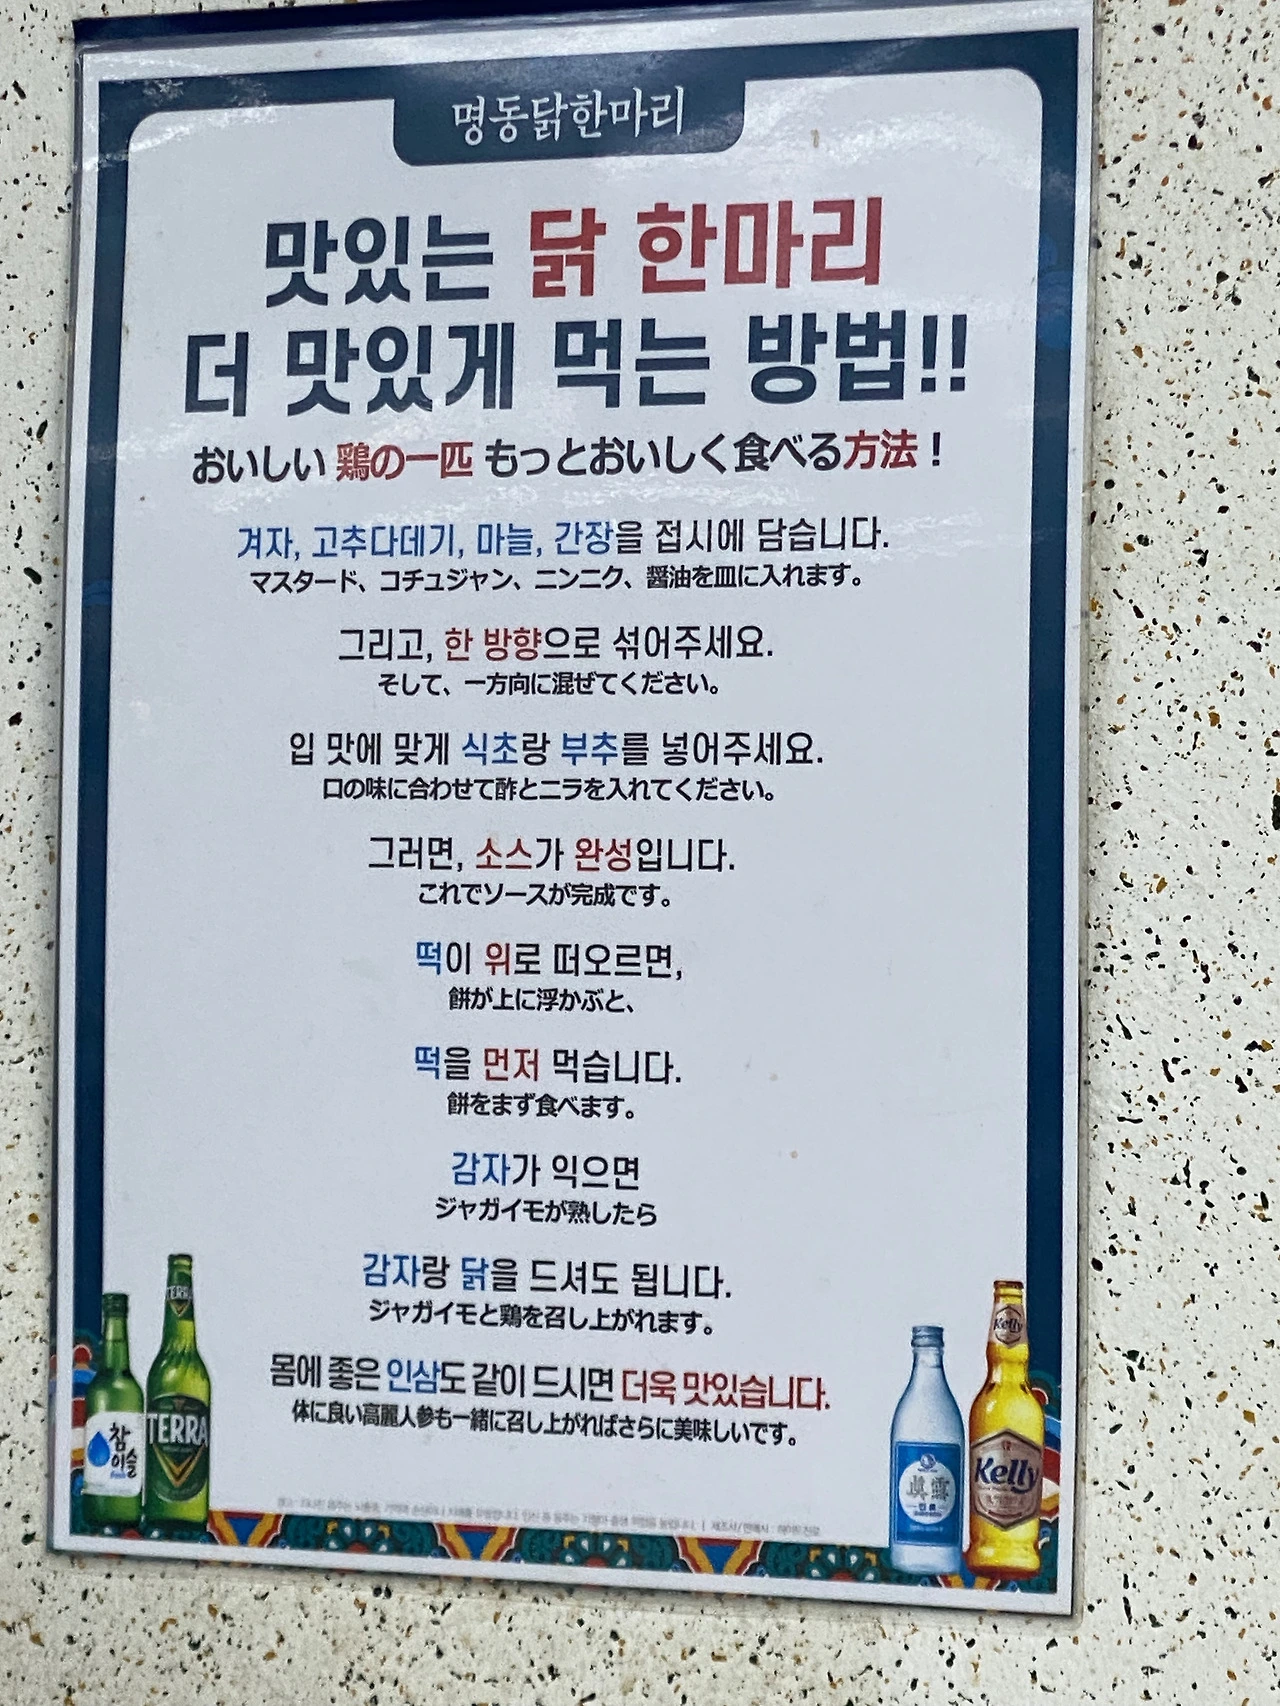 명동닭한마리
맛있는 닭 한마리
더 맛있게 먹는 방법!!
おいしい 鶏の一匹 もっとおいしく食べる方法！
겨자, 고추다데기, 마늘, 간장을 접시에 담습니다.
マスタード、コチュジャン、ニンニク、醤油を皿に入れます。
그리고, 한 방향으로 섞어주세요.
そして、一方向に混ぜてください。
입 맛에 맞게 식초랑 부추를 넣어주세요.
口の味に合わせて酢とニラを入れてください。
그러면, 소스가 완성입니다.
これでソースが完成です。
떡이 위로 떠오르면,
餅が上に浮かぶと、
떡을 먼저 먹습니다.
餅をまず食べます。
감자가 익으면
ジャガイモが熟したら
감자랑 닭을 드셔도 됩니다.
ジャガイモと鶏を召し上がれます。
몸에 좋은 인삼도 같이 드시면 더욱 맛있습니다.
体に良い高麗人参も一緒に召し上がればさらに美味しいです。
참이슬
TERRA
TERRA
眞露
Kelly
Kelly